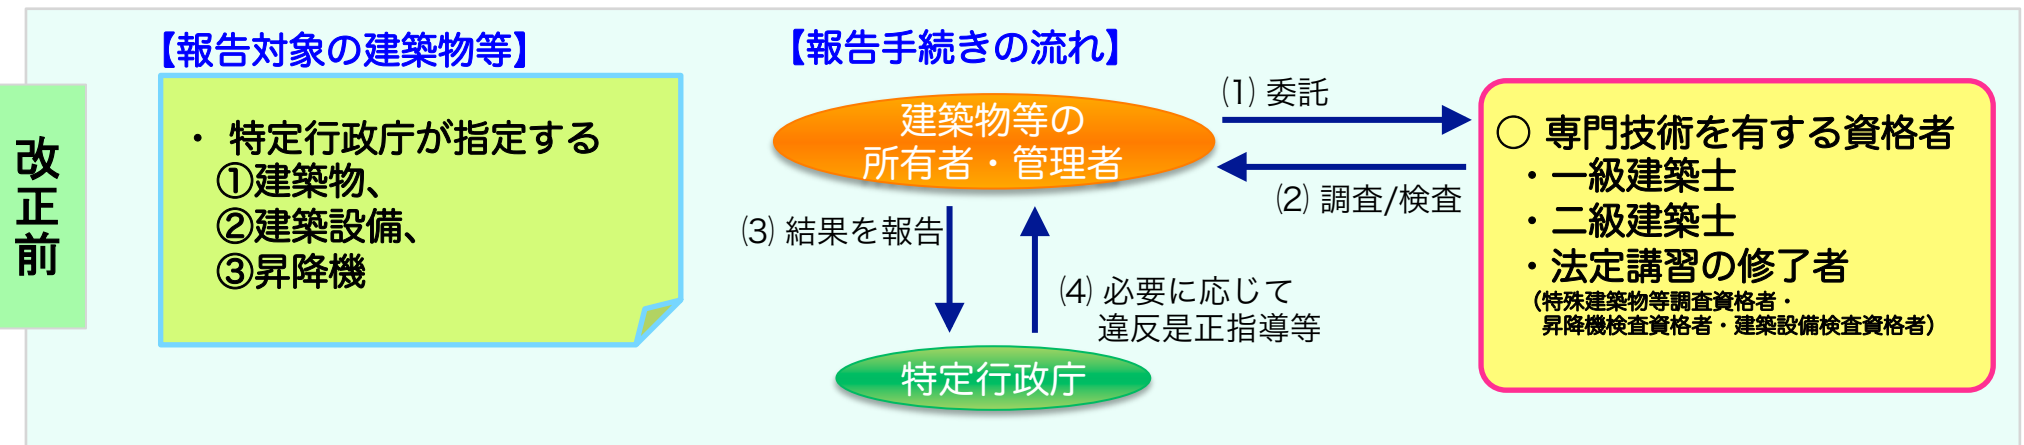 改正前
【報告対象の建築物等】
・ 特定行政庁が指定する
①建築物、
②建築設備、
③昇降機
【報告手続きの流れ】
建築物等の
所有者・管理者
⑴ 委託
⑵ 調査/検査
⑶ 結果を報告
⑷ 必要に応じて
違反是正指導等
特定行政庁
○ 専門技術を有する資格者
・一級建築士
・二級建築士
・法定講習の修了者
（特殊建築物等調査資格者・
昇降機検査資格者・建築設備検査資格者）